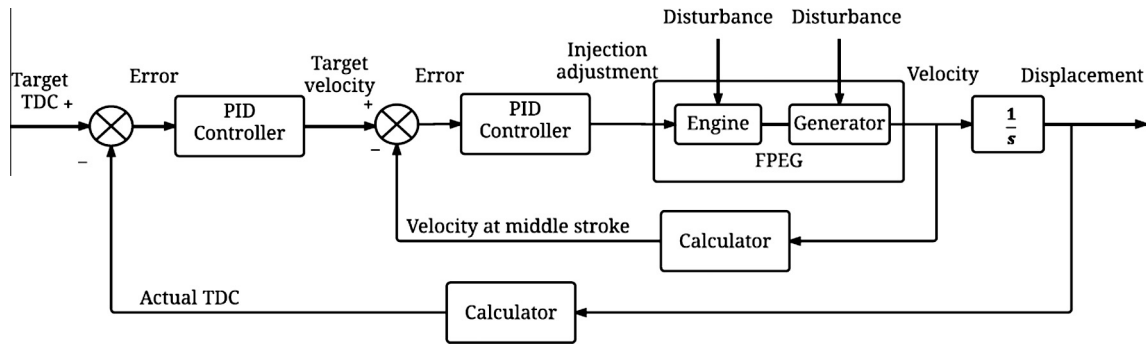 Disturbance Disturbance
Target
TDC +
Error
Target
velocity
+
Error
Injection
adjustment
Velocity
Displacement
PID
Controller
PID
Controller
Engine
Generator
FPEG
1
s
−
−
Velocity at middle stroke
Calculator
Actual TDC
Calculator